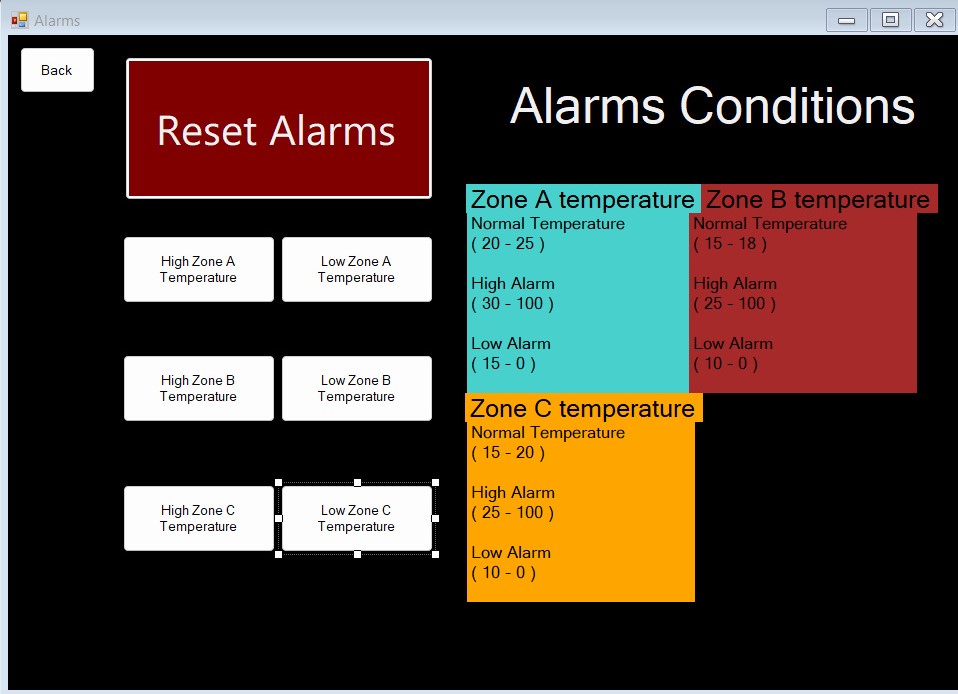 Alarms
Back
Reset Alarms
Alarms Conditions
High Zone A
Temperature
Low Zone A
Temperature
High Zone B
Temperature
Low Zone B
Temperature
High Zone C
Temperature
Low Zone C
Temperature
Zone A temperature
Normal Temperature
( 20 - 25 )
High Alarm
( 30 - 100 )
Low Alarm
( 15 - 0 )
Zone B temperature
Normal Temperature
( 15 - 18 )
High Alarm
( 25 - 100 )
Low Alarm
( 10 - 0 )
Zone C temperature
Normal Temperature
( 15 - 20 )
High Alarm
( 25 - 100 )
Low Alarm
( 10 - 0 )